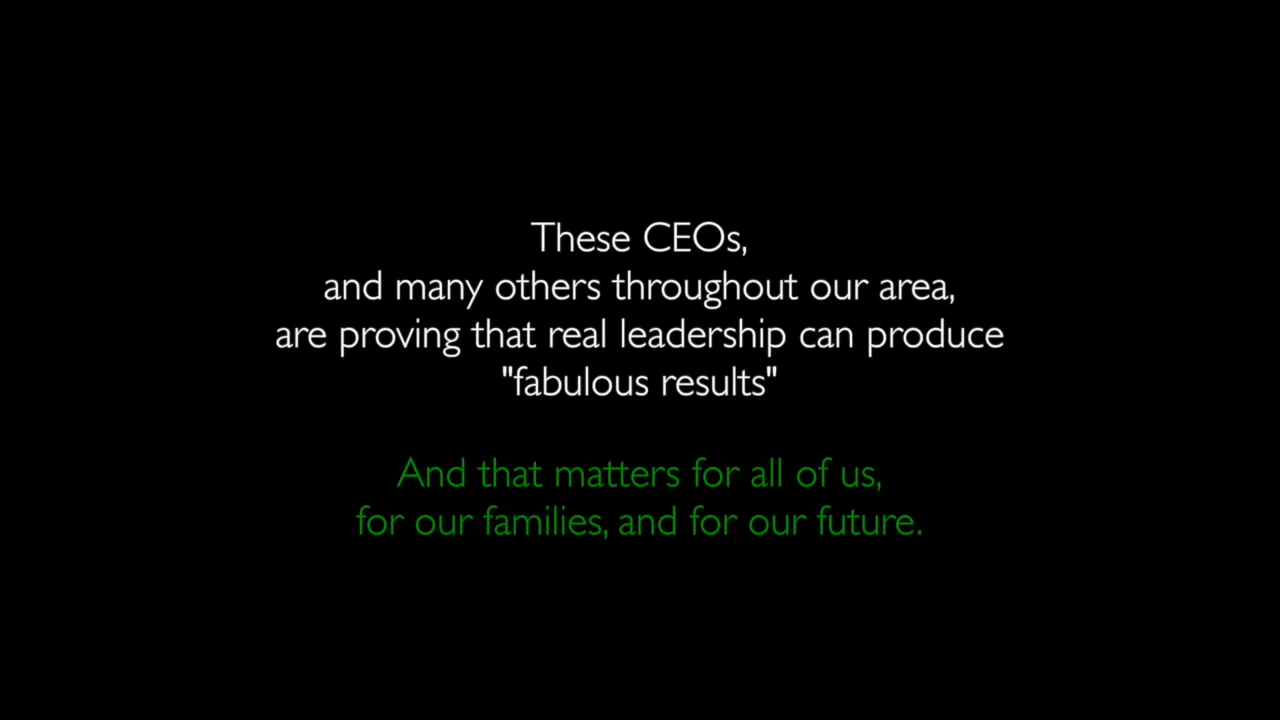 These CEOs,
and many others throughout our area,
are proving that real leadership can produce
"fabulous results"
And that matters for all of us,
for our families, and for our future.